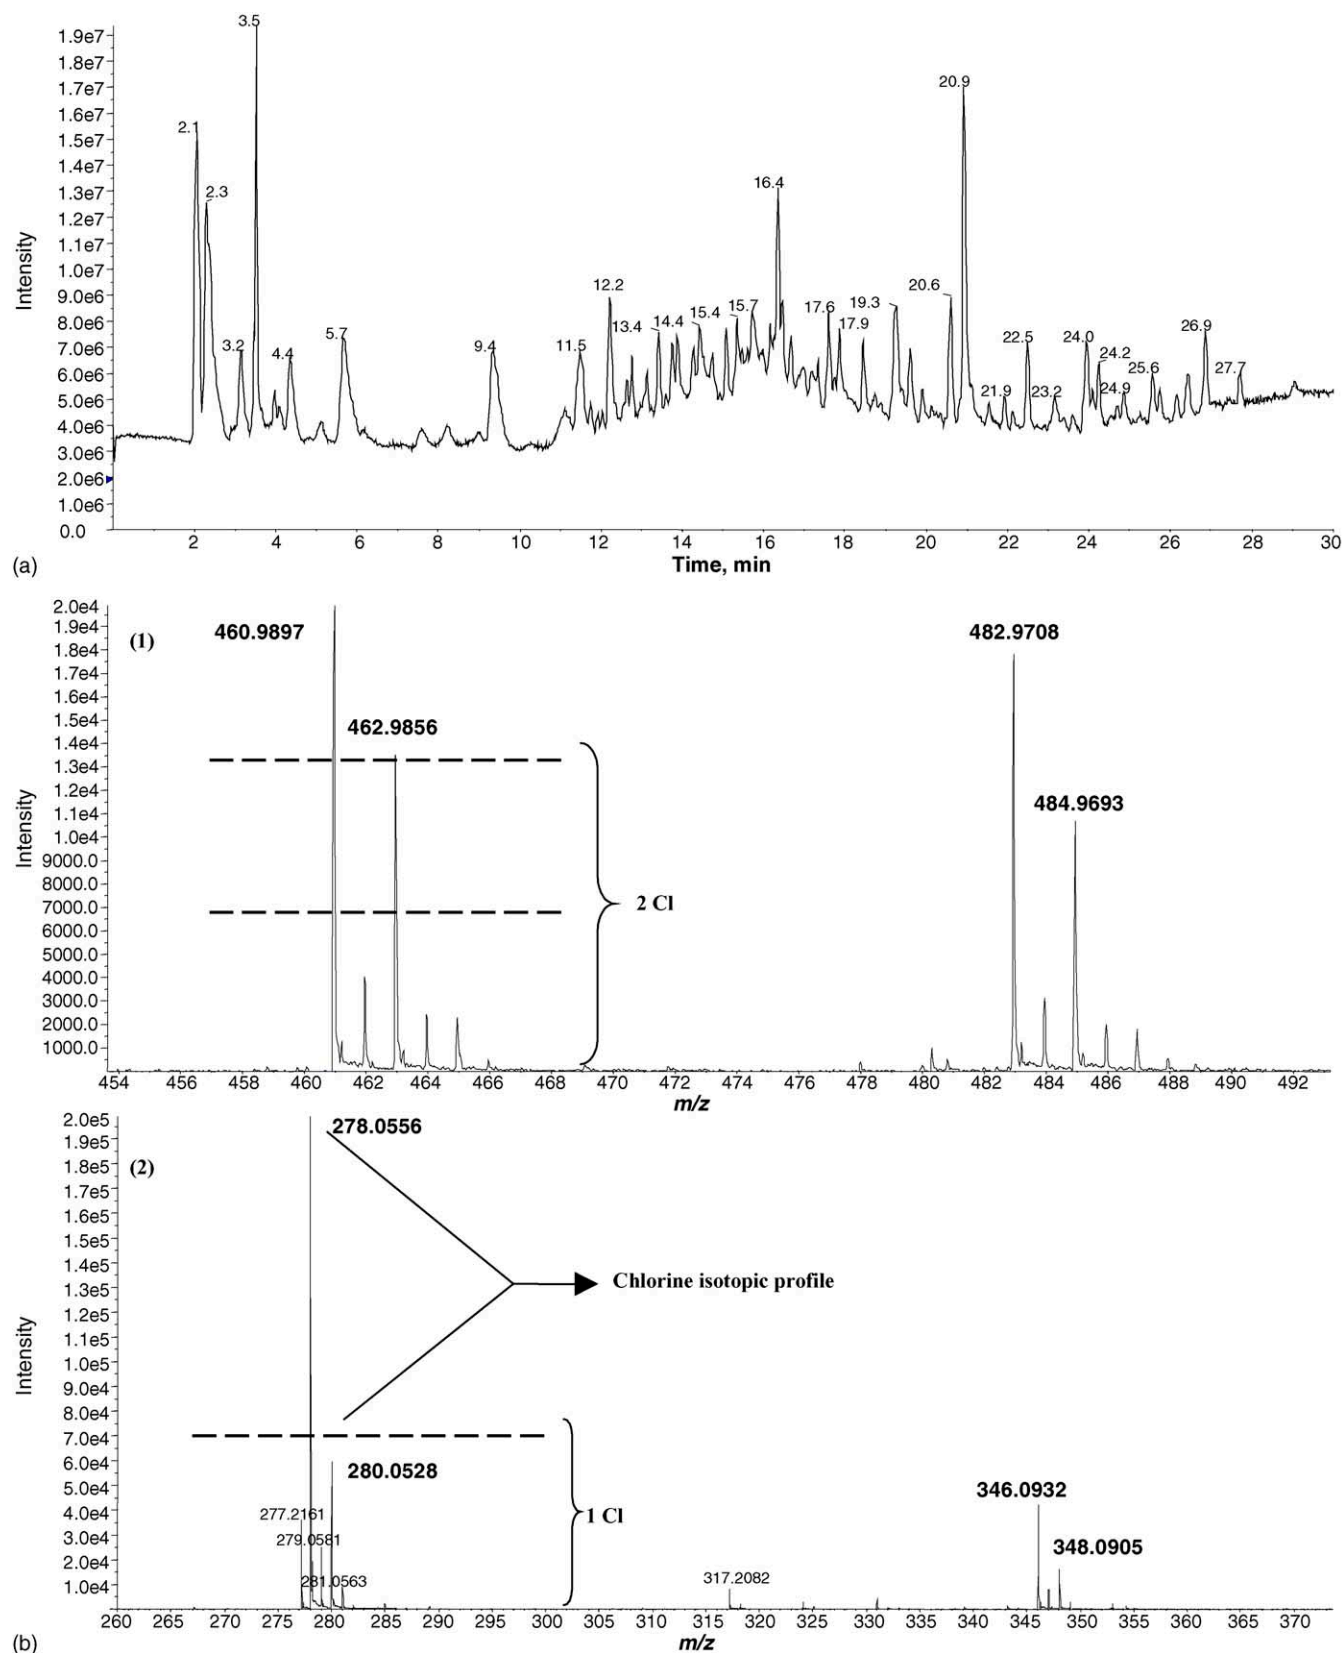 3.5
1.9e7
1.8e7
1.7e7
20.9
1.6e7
2.1
1.5e7
1.4e7
16.4
1.3e7
2.3
1.2e7
1.1e7
1.0e7
12.2
9.0e6
20.6
19.3
8.0e6
13.4 14.4 15.4 15.7 17.6
17.9
7.0e6
3.2 4.4 5.7 9.4 11.5 22.5 24.0 26.9
24.2
6.0e6
25.6 27.7
5.0e6
21.9 23.2 24.9
4.0e6
3.0e6
2.0e6
1.0e6
0.0
Intensity
2 4 6 8 10 12 14 16 18 20 22 24 26 28 30
Time, min
(a)
2.0e4
1.9e4
(1)
460.9897
482.9708
1.7e4
1.6e4
1.5e4
462.9856
1.4e4
1.3e4
1.2e4
484.9693
1.1e4
1.0e4
9000.0
8000.0
7000.0
2 Cl
6000.0
5000.0
4000.0
3000.0
2000.0
1000.0
Intensity
454 456 458 460 462 464 466 468 470 472 474 476 478 480 482 484 486 488 490 492
m/z
2.0e5
278.0556
1.9e5
(2)
1.8e5
1.7e5
1.6e5
1.5e5
1.4e5
Chlorine isotopic profile
1.3e5
1.2e5
1.1e5
1.0e5
9.0e4
8.0e4
7.0e4
6.0e4
280.0528
346.0932
5.0e4
4.0e4
277.2161
1 Cl
3.0e4
279.0581
348.0905
2.0e4
281.0563
317.2082
1.0e4
Intensity
260 265 270 275 280 285 290 295 300 305 310 315 320 325 330 335 340 345 350 355 360 365 370
m/z
(b)